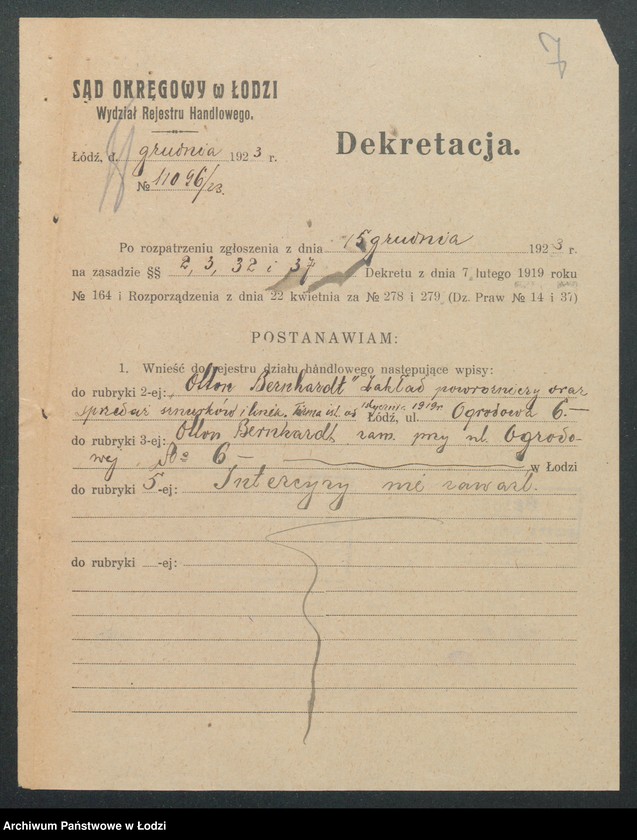 7
SĄD OKRĘGOWY w ŁODZI
Wydział Rejestru Handlowego.
Łódź, d. grudnia 1923 r.
№ 11096/23.
Dekretacja.
Po rozpatrzeniu zgłoszenia z dnia 15 grudnia 1923 r.
na zasadzie §§ 2, 3, 32 i 37 Dekretu z dnia 7 lutego 1919 roku
№ 164 i Rozporządzenia z dnia 22 kwietnia za № 278 i 279 (Dz. Praw № 14 i 37)
POSTANAWIAM:
1. Wnieść do rejestru działu handlowego następujące wpisy:
do rubryki 2-ej: „Otton Bernhardt" Zakład powroźniczy oraz
sprzedaż sznurków i linek. Firma istn. od stycznia 1919 r. Łódź, ul. Ogrodowa 6.—
do rubryki 3-ej: Otton Bernhardt, zam. przy ul. Ogrodo-
wej № 6 — w Łodzi
do rubryki 5-ej: Intercyzy nie zawarł.
do rubryki -ej:
Archiwum Państwowe w Łodzi